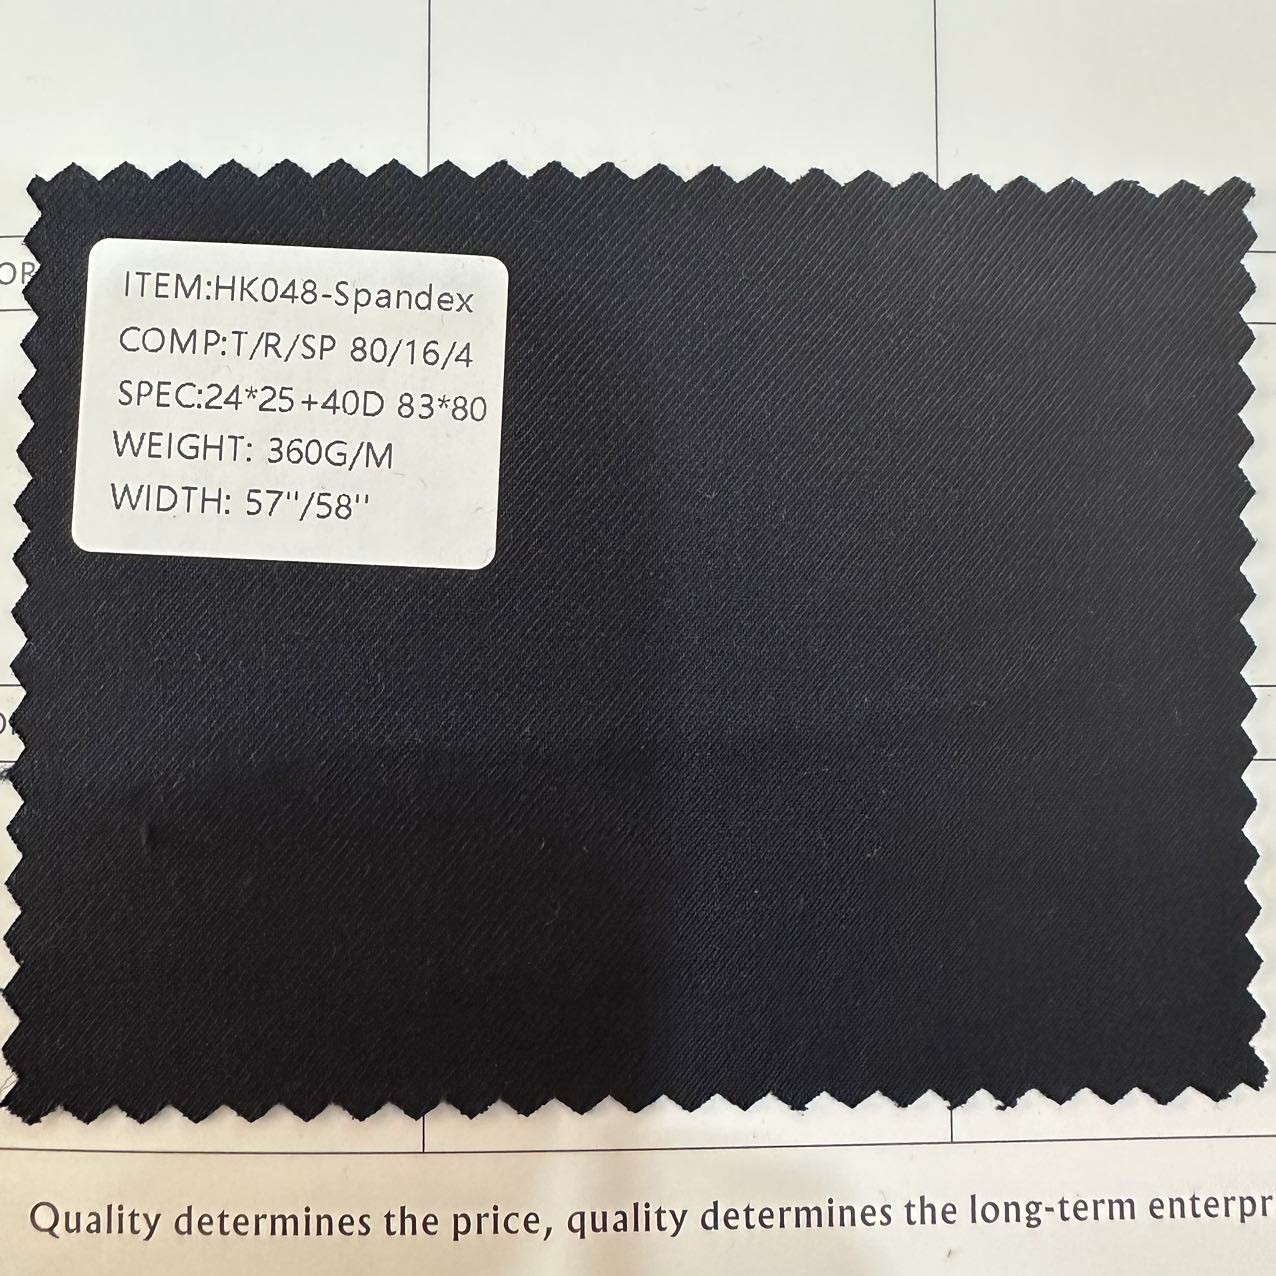 ITEM:HK048-Spandex
COMP:T/R/SP 80/16/4
SPEC:24*25+40D 83*80
WEIGHT: 360G/M
WIDTH: 57''/58''
Quality determines the price, quality determines the long-term